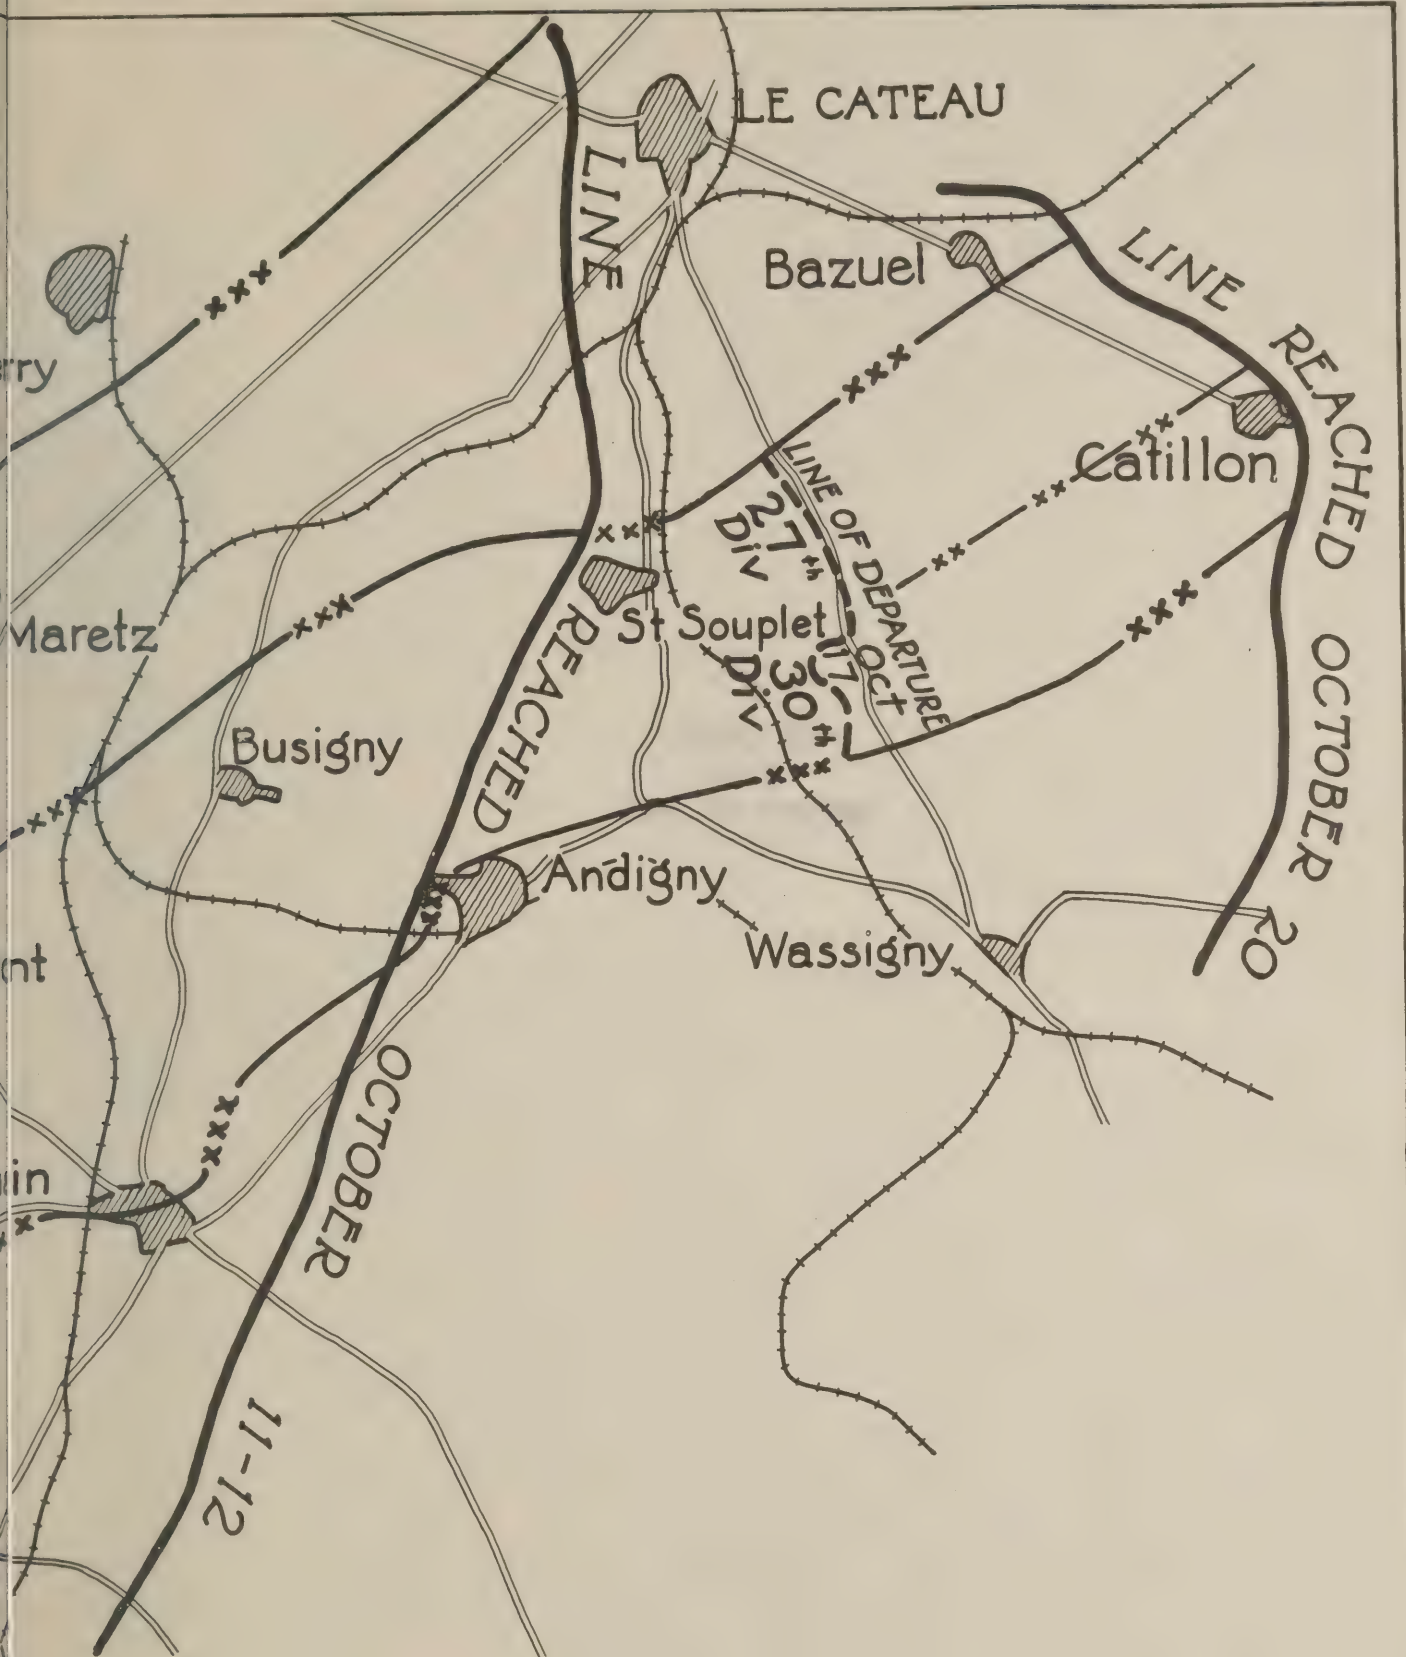 LE CATEAU
LINE
Bazuel
LINE REACHED OCTOBER 20
rry
Catillon
LINE OF DEPARTURE
17 Oct
27th
Div
St Souplet
30th
Div
Maretz
REACHED
Busigny
Andigny
Wassigny
nt
OCTOBER
in
11-12